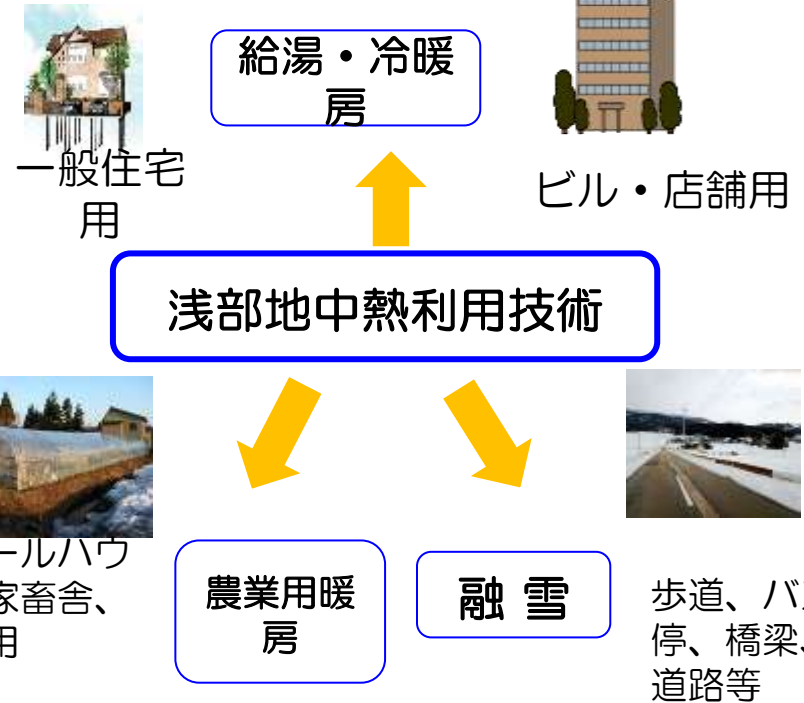 給湯・冷暖
房
一般住宅
用
ビル・店舗用
浅部地中熱利用技術
ールハウ
家畜舎、
用
農業用暖
房
融 雪
歩道、バス
停、橋梁、
道路等